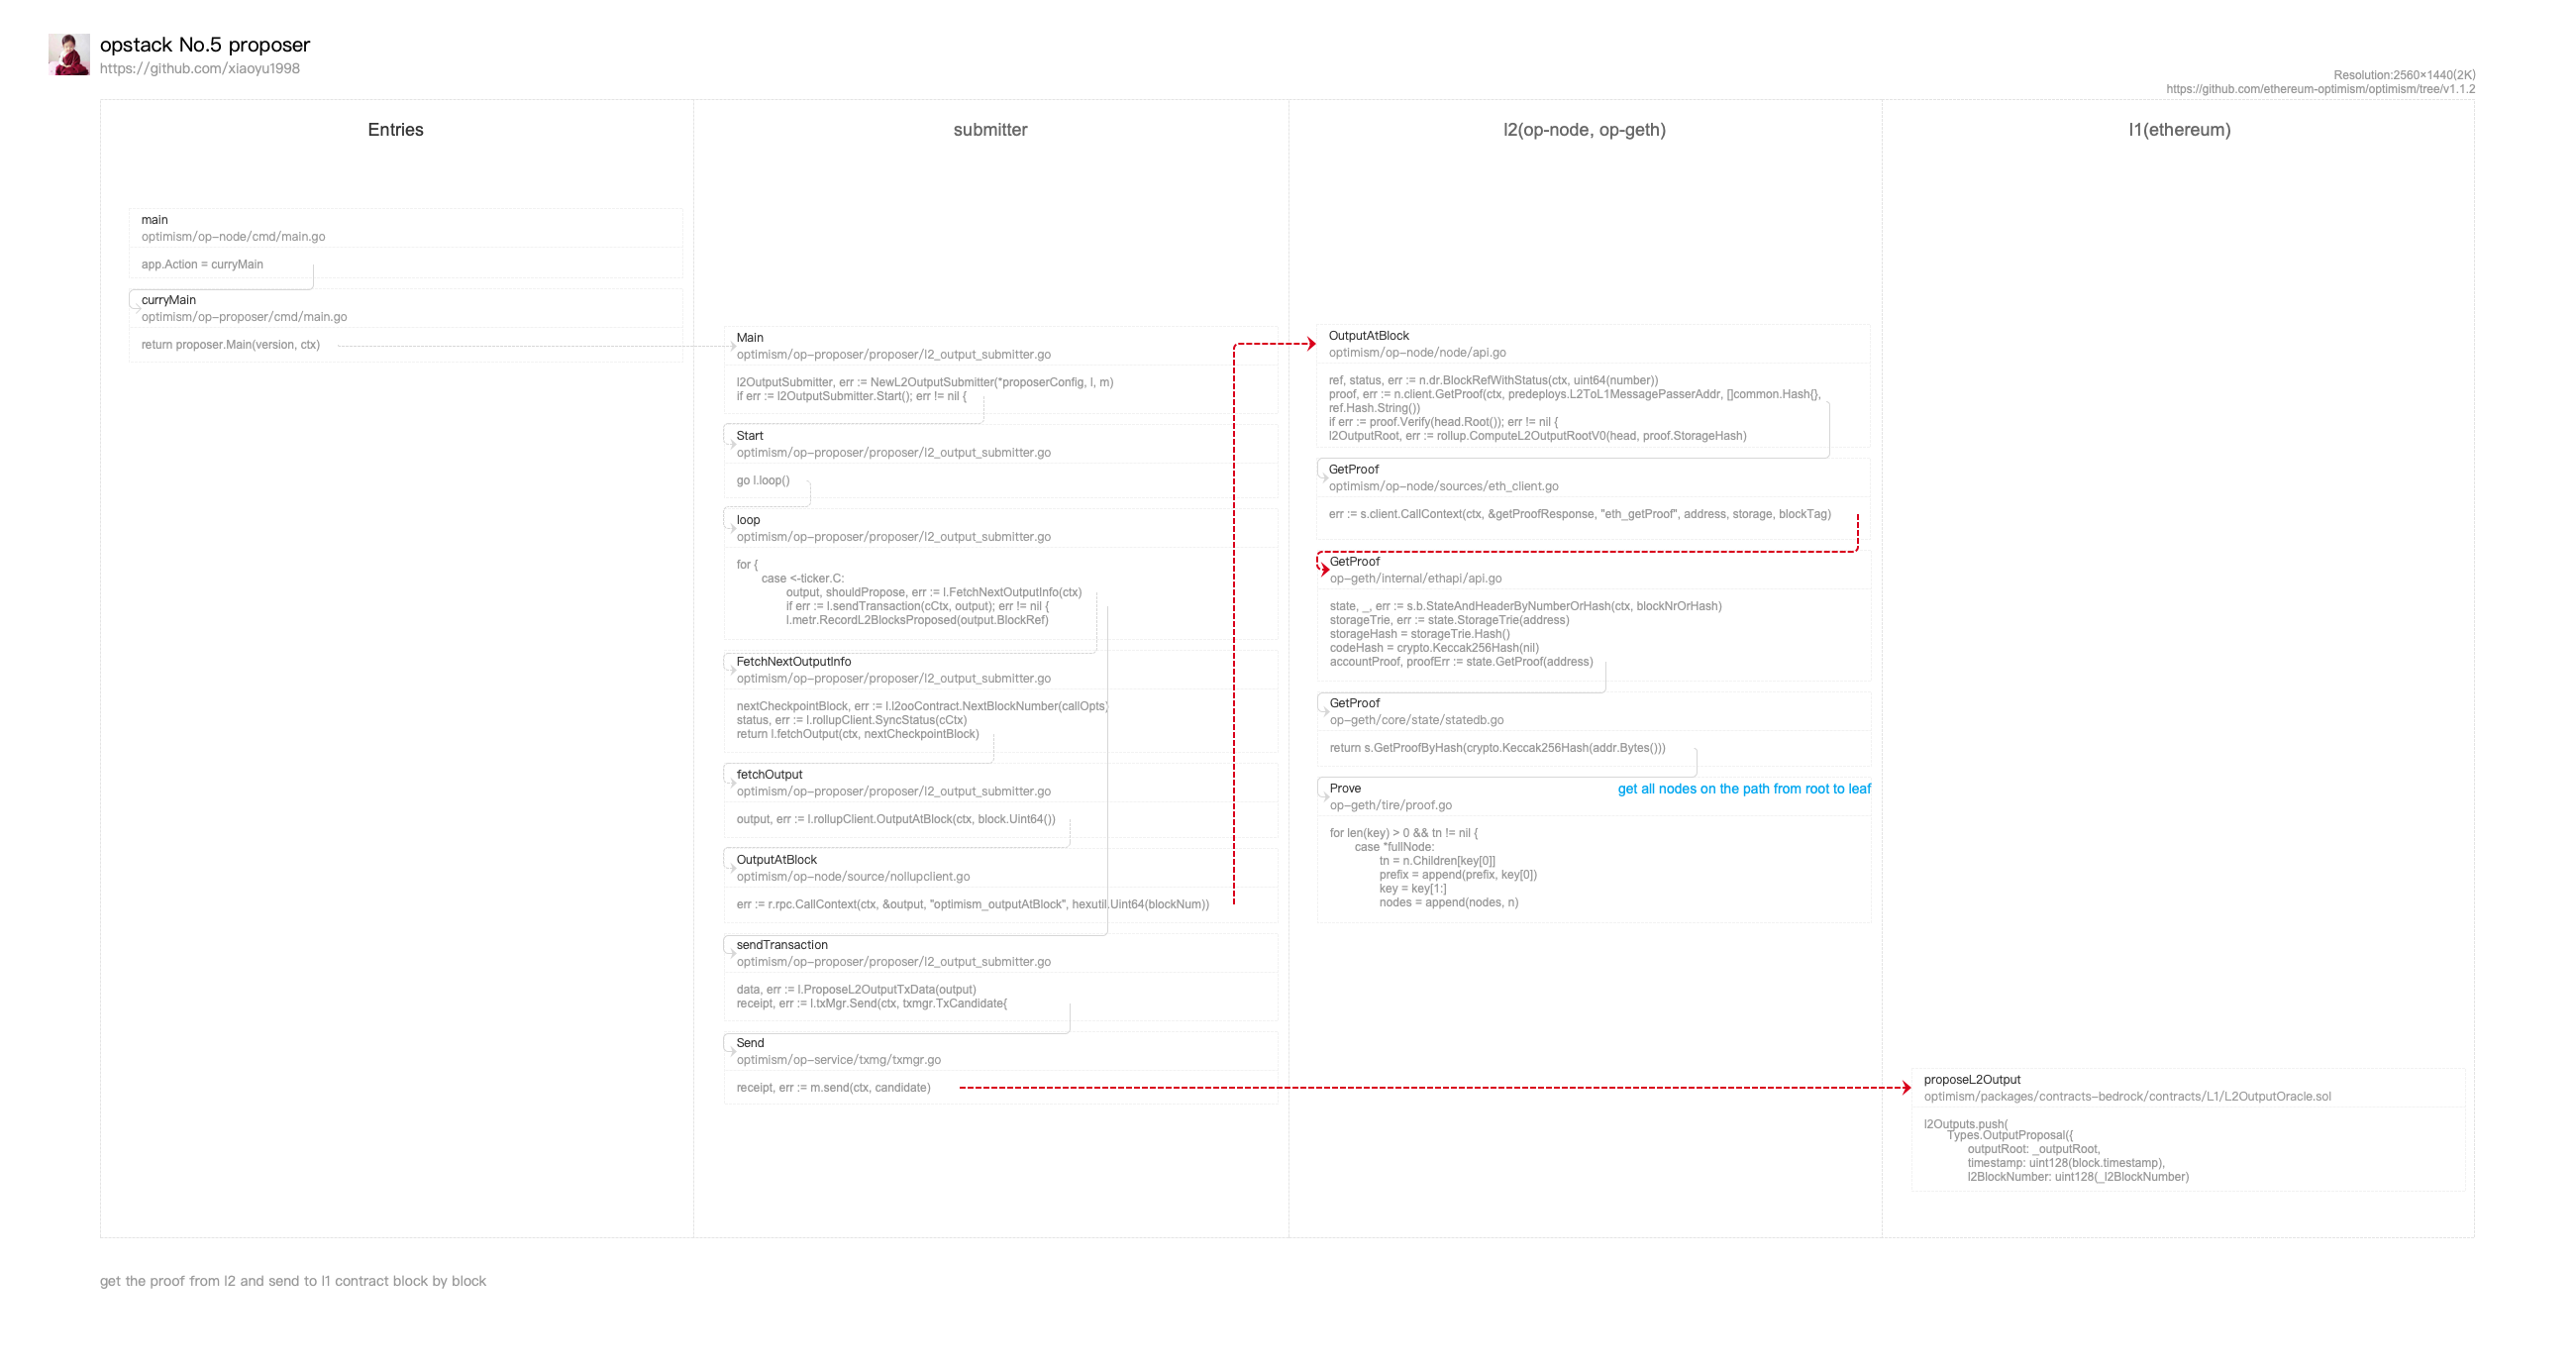 opstack No.5 proposer
https://github.com/xiaoyu1998
Resolution:2560×1440(2K)
https://github.com/ethereum-optimism/optimism/tree/v1.1.2
Entries
main
optimism/op-node/cmd/main.go
app.Action = curryMain
curryMain
optimism/op-proposer/cmd/main.go
return proposer.Main(version, ctx)
submitter
Main
optimism/op-proposer/proposer/l2_output_submitter.go
l2OutputSubmitter, err := NewL2OutputSubmitter(*proposerConfig, l, m)
if err := l2OutputSubmitter.Start(); err != nil {
Start
optimism/op-proposer/proposer/l2_output_submitter.go
go l.loop()
loop
optimism/op-proposer/proposer/l2_output_submitter.go
for {
case <-ticker.C:
output, shouldPropose, err := l.FetchNextOutputInfo(ctx)
if err := l.sendTransaction(cCtx, output); err != nil {
l.metr.RecordL2BlocksProposed(output.BlockRef)
FetchNextOutputInfo
optimism/op-proposer/proposer/l2_output_submitter.go
nextCheckpointBlock, err := l.l2ooContract.NextBlockNumber(callOpts)
status, err := l.rollupClient.SyncStatus(cCtx)
return l.fetchOutput(ctx, nextCheckpointBlock)
fetchOutput
optimism/op-proposer/proposer/l2_output_submitter.go
output, err := l.rollupClient.OutputAtBlock(ctx, block.Uint64())
OutputAtBlock
optimism/op-node/source/nollupclient.go
err := r.rpc.CallContext(ctx, &output, "optimism_outputAtBlock", hexutil.Uint64(blockNum))
sendTransaction
optimism/op-proposer/proposer/l2_output_submitter.go
data, err := l.ProposeL2OutputTxData(output)
receipt, err := l.txMgr.Send(ctx, txmgr.TxCandidate{
Send
optimism/op-service/txmg/txmgr.go
receipt, err := m.send(ctx, candidate)
l2(op-node, op-geth)
OutputAtBlock
optimism/op-node/node/api.go
ref, status, err := n.dr.BlockRefWithStatus(ctx, uint64(number))
proof, err := n.client.GetProof(ctx, predeploys.L2ToL1MessagePasserAddr, []common.Hash{},
ref.Hash.String())
if err := proof.Verify(head.Root()); err != nil {
l2OutputRoot, err := rollup.ComputeL2OutputRootV0(head, proof.StorageHash)
GetProof
optimism/op-node/sources/eth_client.go
err := s.client.CallContext(ctx, &getProofResponse, "eth_getProof", address, storage, blockTag)
GetProof
op-geth/internal/ethapi/apl.go
state, _, err := s.b.StateAndHeaderByNumberOrHash(ctx, blockNrOrHash)
storageTrie, err := state.StorageTrie(address)
storageHash = storageTrie.Hash()
codeHash = crypto.Keccak256Hash(nil)
accountProof, proofErr := state.GetProof(address)
GetProof
op-geth/core/state/statedb.go
return s.GetProofByHash(crypto.Keccak256Hash(addr.Bytes()))
Prove
get all nodes on the path from root to leaf
op-geth/tire/proof.go
for len(key) > 0 && tn != nil {
case *fullNode:
tn = n.Children[key[0]]
prefix = append(prefix, key[0])
key = key[1:]
nodes = append(nodes, n)
l1(ethereum)
proposeL2Output
optimism/packages/contracts-bedrock/contracts/L1/L2OutputOracle.sol
l2Outputs.push(
Types.OutputProposal({
outputRoot: _outputRoot,
timestamp: uint128(block.timestamp),
l2BlockNumber: uint128(_l2BlockNumber)
get the proof from l2 and send to l1 contract block by block